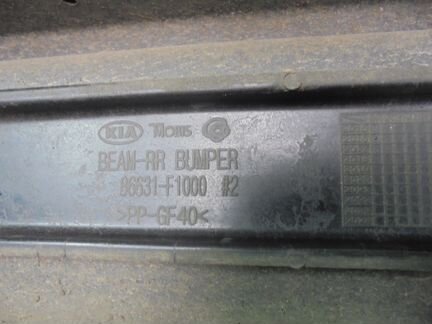 KIA MOBIS
BEAM-RR BUMPER
86631-F1000 #2
>PP-GF40<